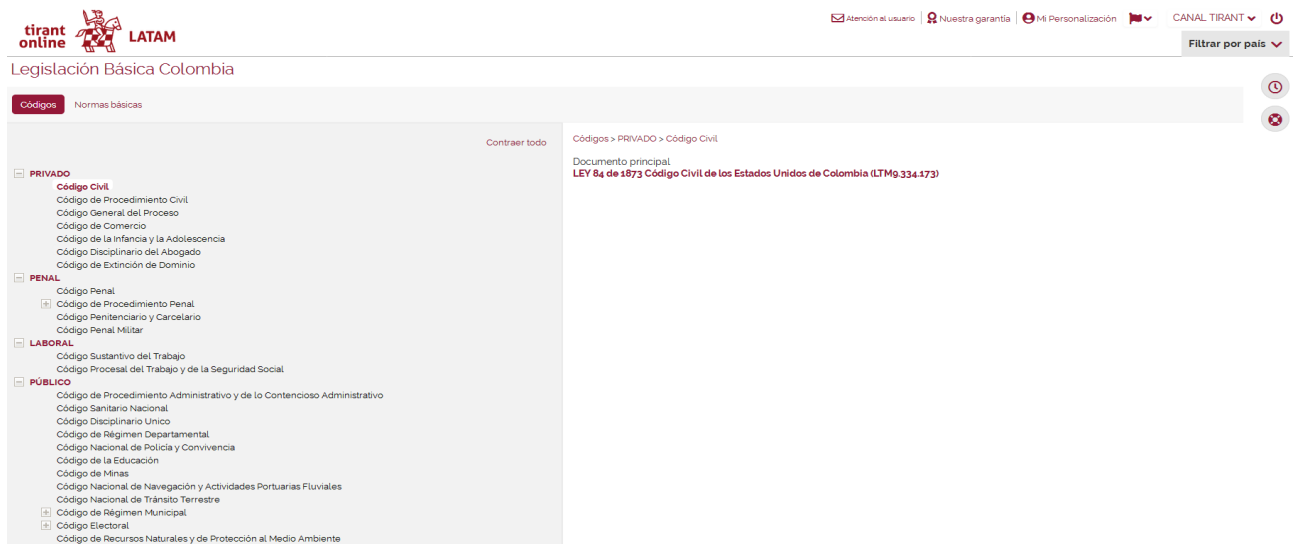 tirant
online
LATAM
Atención al usuario
Nuestra garantía
Mi Personalización
CANAL TIRANT
Filtrar por país
Legislación Básica Colombia
Códigos
Normas básicas
Contraer todo
PRIVADO
Código Civil
Código de Procedimiento Civil
Código General del Proceso
Código de Comercio
Código de la Infancia y la Adolescencia
Código Disciplinario del Abogado
Código de Extinción de Dominio
PENAL
Código Penal
Código de Procedimiento Penal
Código Penitenciario y Carcelario
Código Penal Militar
LABORAL
Código Sustantivo del Trabajo
Código Procesal del Trabajo y de la Seguridad Social
PÚBLICO
Código de Procedimiento Administrativo y de lo Contencioso Administrativo
Código Sanitario Nacional
Código Disciplinario Unico
Código de Régimen Departamental
Código Nacional de Policía y Convivencia
Código de la Educación
Código de Minas
Código Nacional de Navegación y Actividades Portuarias Fluviales
Código Nacional de Tránsito Terrestre
Código de Régimen Municipal
Código Electoral
Código de Recursos Naturales y de Protección al Medio Ambiente
Códigos > PRIVADO > Código Civil
Documento principal
LEY 84 de 1873 Código Civil de los Estados Unidos de Colombia (LTM9.334.173)